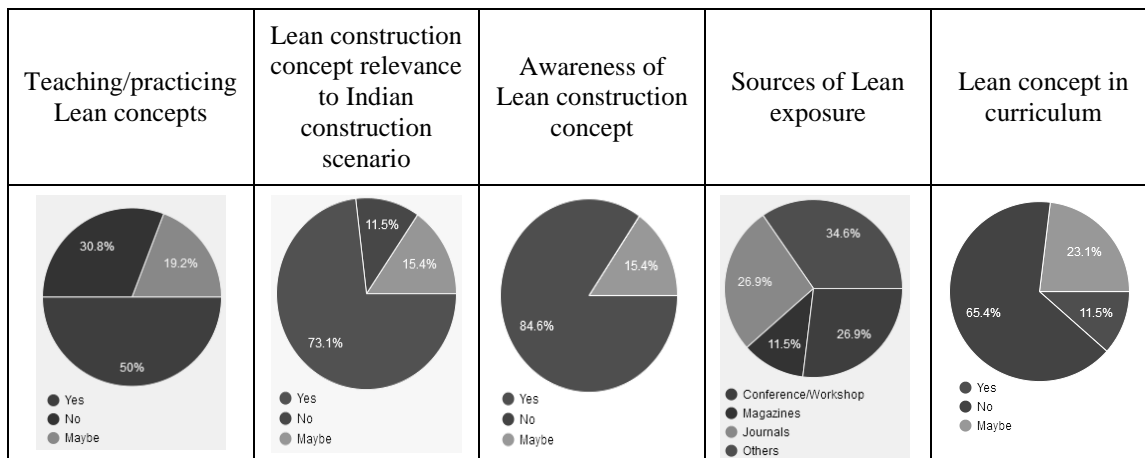 Teaching/practicing
Lean concepts
Lean construction
concept relevance
to Indian
construction
scenario
Awareness of
Lean construction
concept
Sources of Lean
exposure
Lean concept in
curriculum
30.8%
19.2%
50%
Yes
No
Maybe
11.5%
15.4%
73.1%
Yes
No
Maybe
15.4%
84.6%
Yes
No
Maybe
34.6%
26.9%
11.5%
26.9%
Conference/Workshop
Magazines
Journals
Others
23.1%
65.4%
11.5%
Yes
No
Maybe